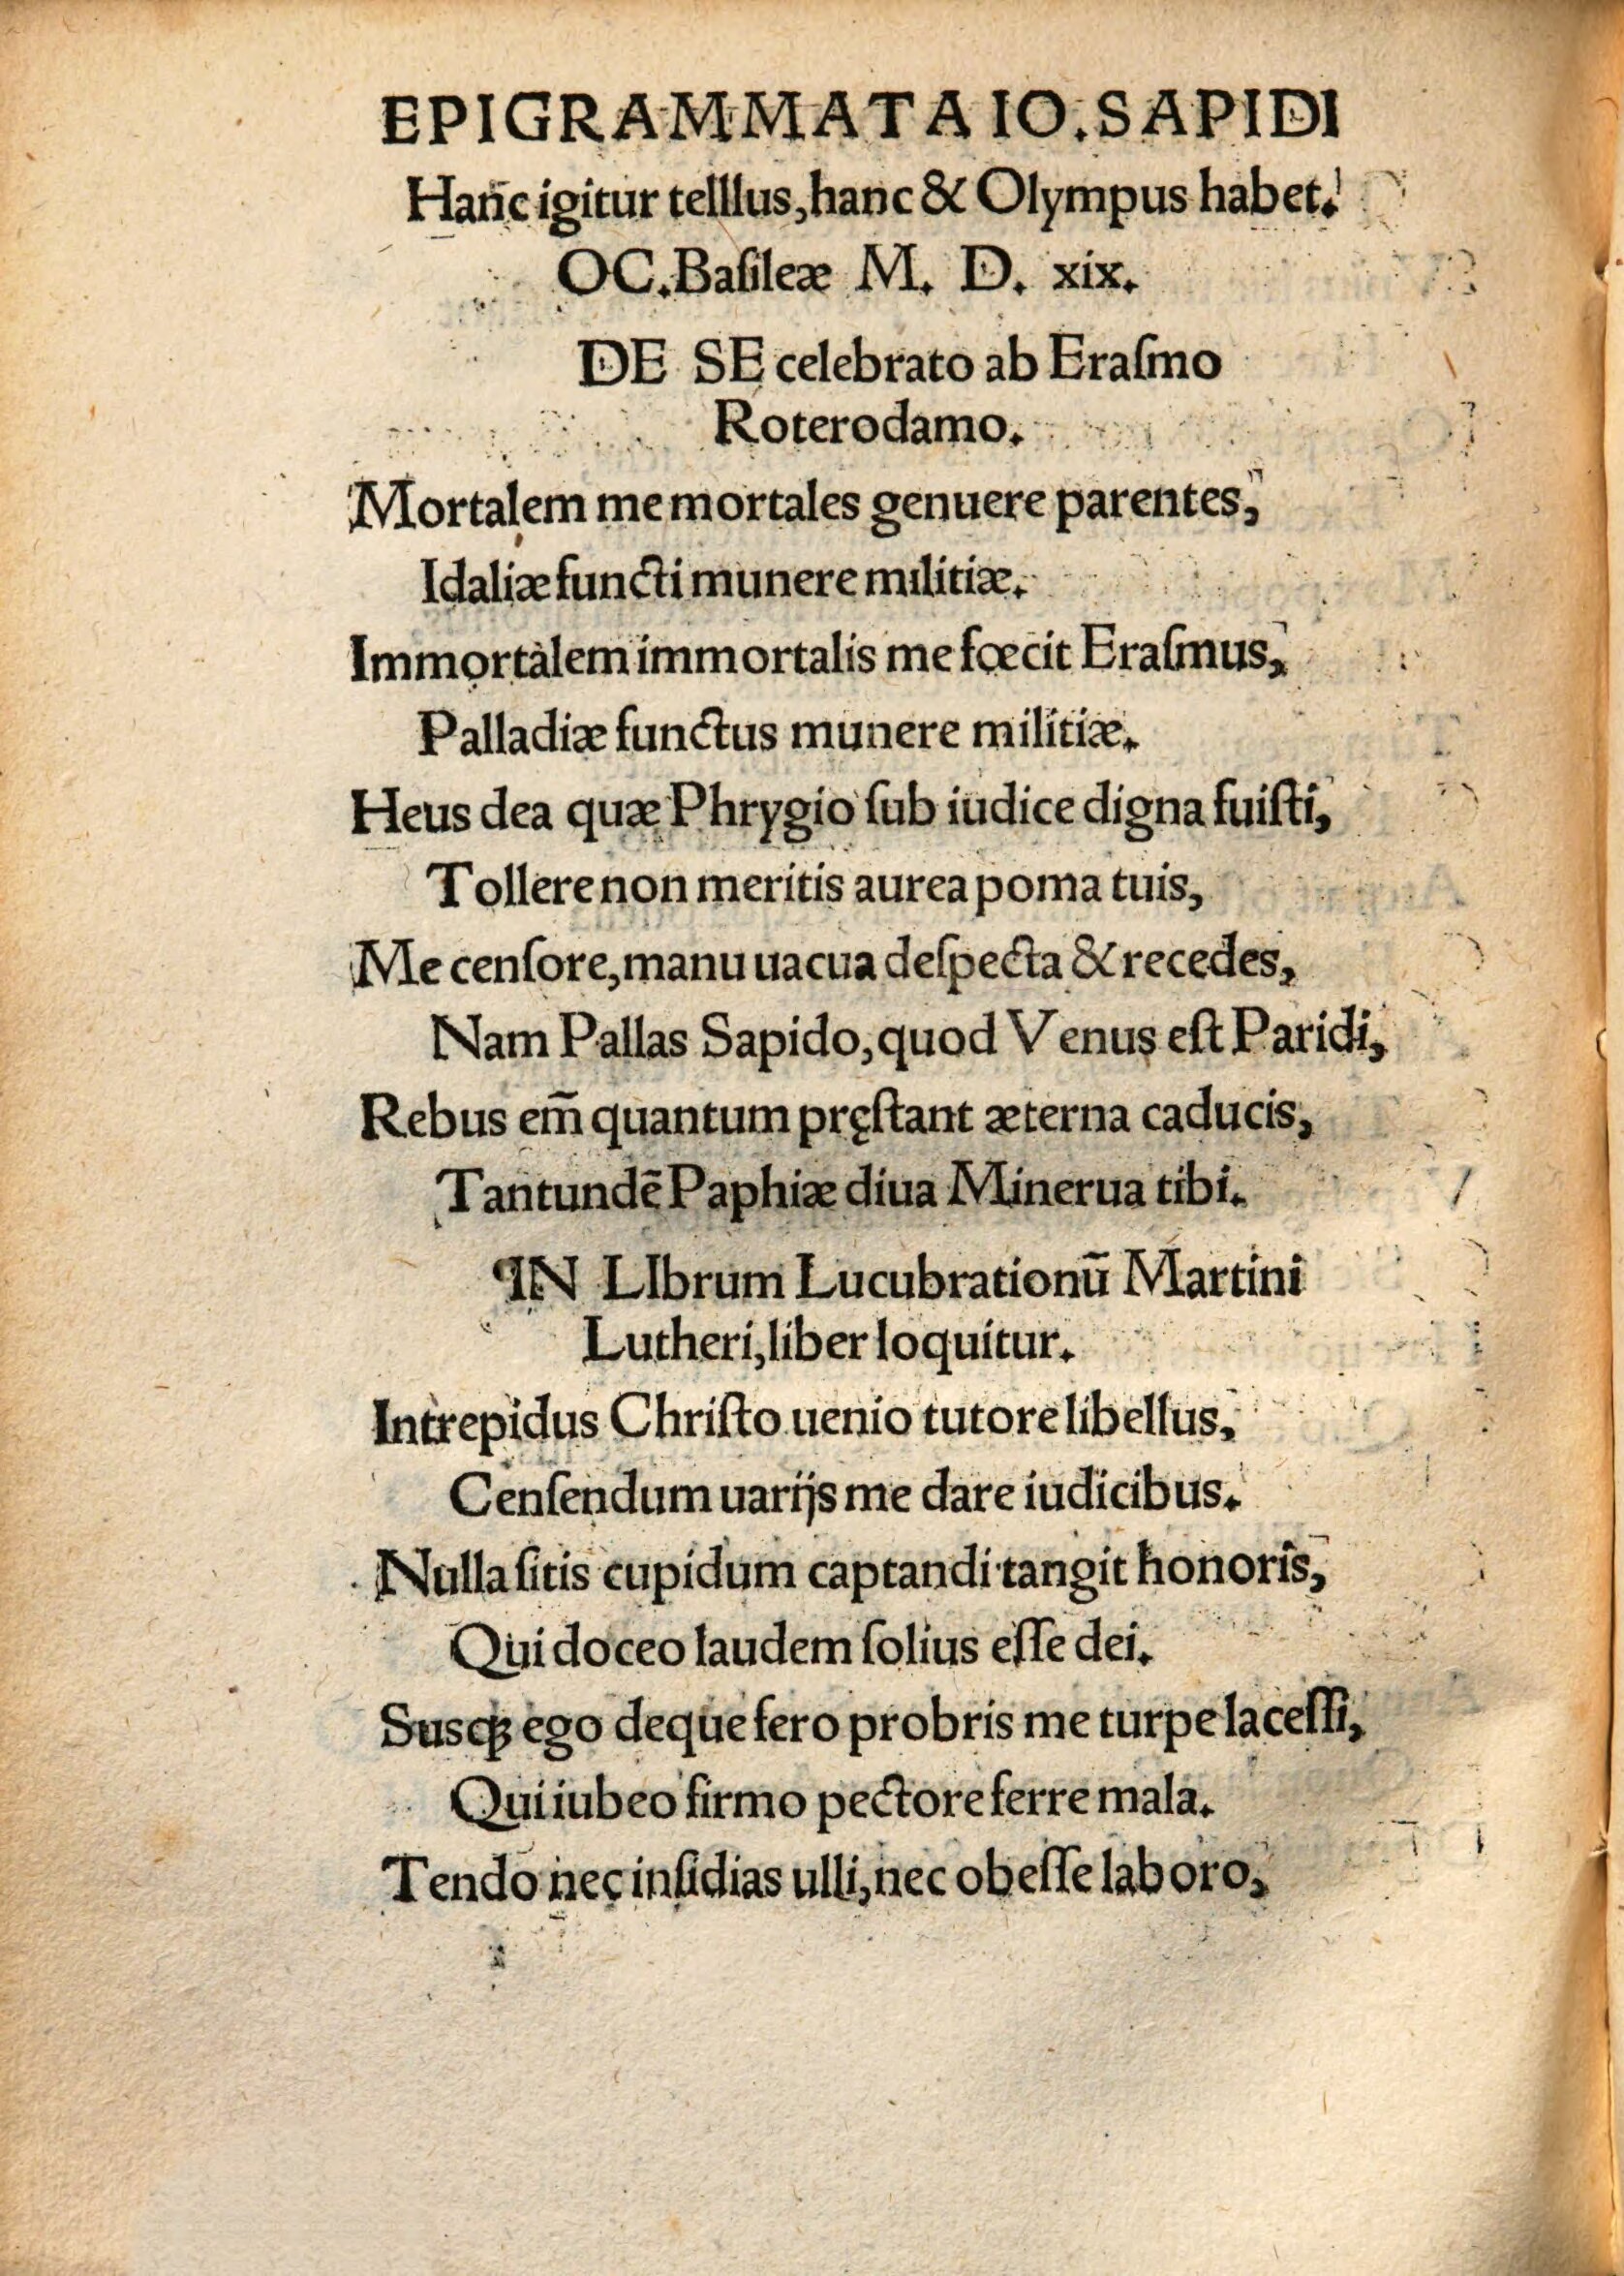 EPIGRAMMATA IO. SAPIDI
Hanc igitur telllus, hanc & Olympus habet.
OC. Baſileæ M. D. xix.
DE SE celebrato ab Eraſmo
Roterodamo.
Mortalem me mortales genuere parentes,
Idaliæ functi munere militiæ.
Immortalem immortalis me fœcit Eraſmus,
Palladiæ functus munere militiæ.
Heus dea quæ Phrygio ſub iudice digna fuiſti,
Tollere non meritis aurea poma tuis,
Me cenſore, manu uacua deſpecta & recedes,
Nam Pallas Sapido, quod Venus eſt Paridi,
Rebus em̄ quantum pręſtant æterna caducis,
Tantundē Paphiæ diua Minerua tibi.
¶IN LIbrum Lucubrationū Martini
Lutheri, liber loquitur.
Intrepidus Chriſto uenio tutore libellus,
Cenſendum uarijs me dare iudicibus.
Nulla ſitis cupidum captandi tangit honoris,
Qui doceo laudem ſolius eſſe dei.
Susqꝫ ego deque fero probris me turpe laceſſi,
Qui iubeo firmo pectore ferre mala.
Tendo nec inſidias ulli, nec obeſſe laboro,